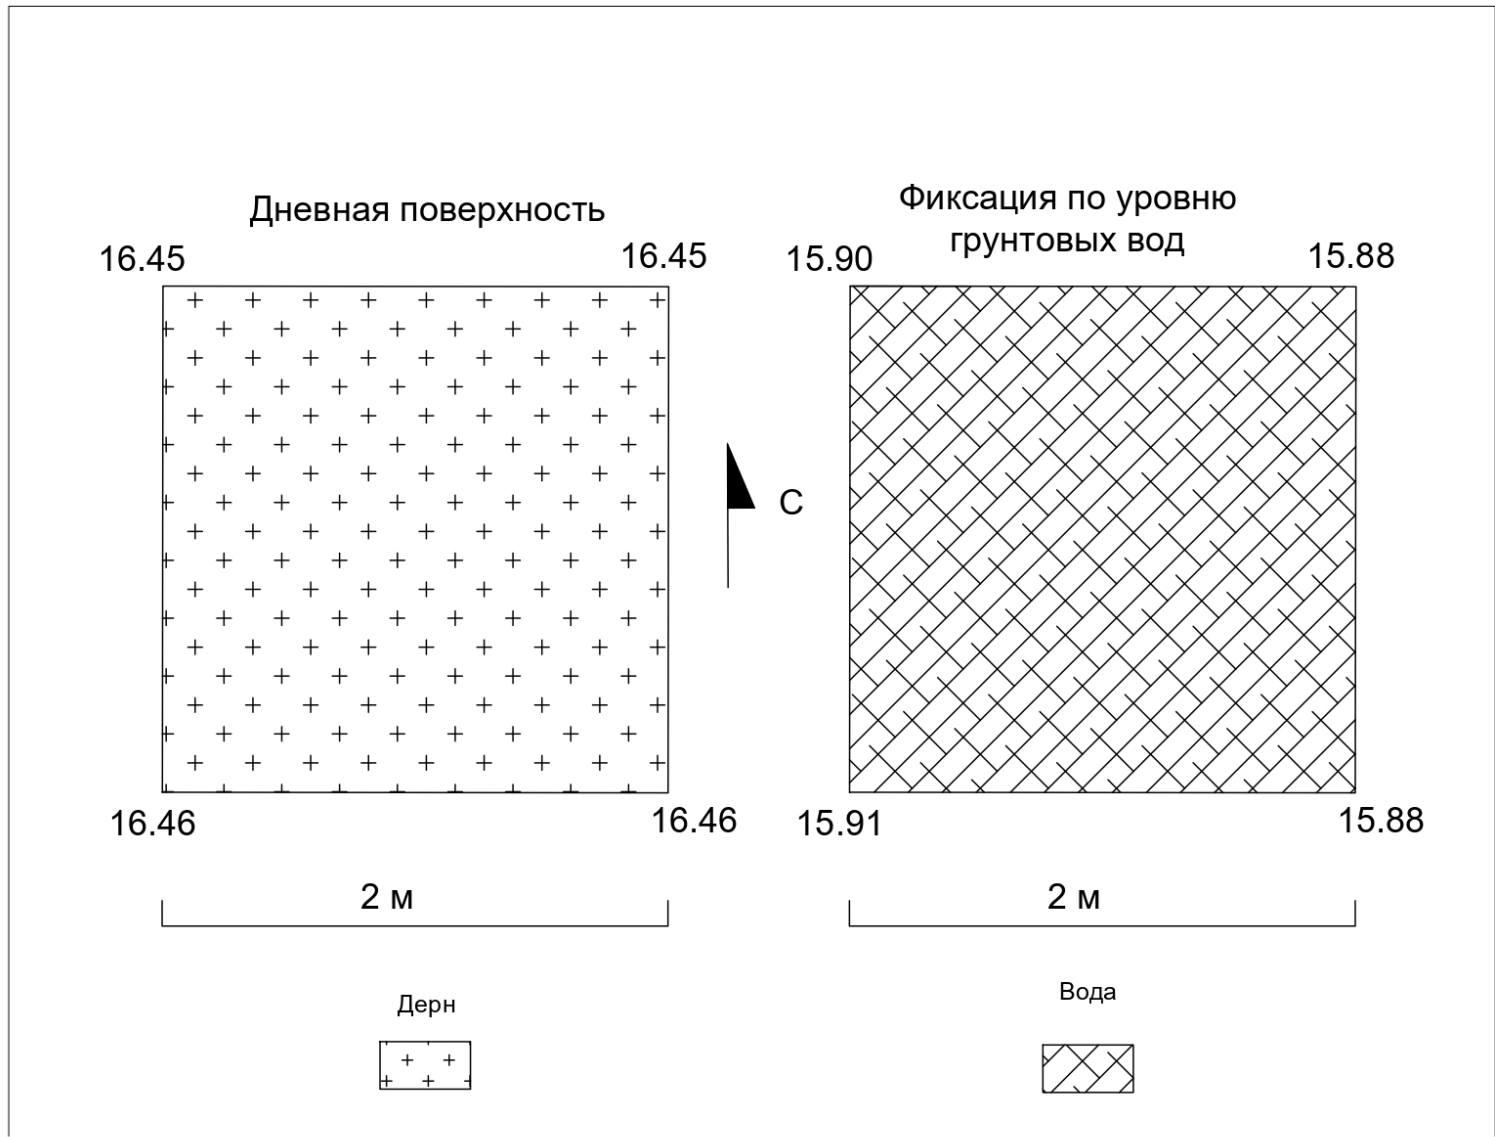 Дневная поверхность
16.45
16.45
16.46
16.46
2 м
Дерн
С
Фиксация по уровню
грунтовых вод
15.90
15.88
15.91
15.88
2 м
Вода